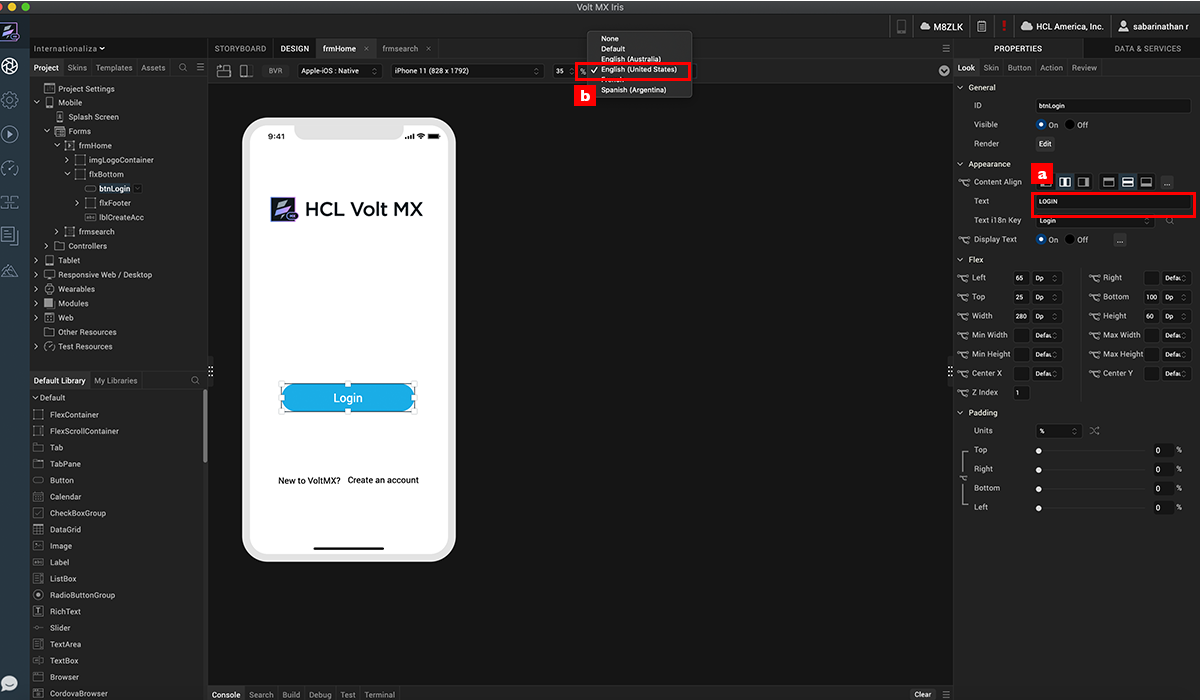 Volt MX Iris
M8ZLK
HCL America, Inc.
sabarinathan r
Internationaliza
STORYBOARD DESIGN frmHome × frmsearch ×
PROPERTIES DATA & SERVICES
None
Default
English (Australia)
English (United States)
Spanish (Argentina)
b
Project Skins Templates Assets
BVR Apple-iOS : Native iPhone 11 (828 x 1792) 35 %
Look Skin Button Action Review
Project Settings
Mobile
Splash Screen
Forms
frmHome
imgLogoContainer
flxBottom
btnLogin
flxFooter
lblCreateAcc
frmsearch
Controllers
Tablet
Responsive Web / Desktop
Wearables
Modules
Web
Other Resources
Test Resources
Default Library My Libraries
Default
FlexContainer
FlexScrollContainer
Tab
TabPane
Button
Calendar
CheckBoxGroup
DataGrid
Image
Label
ListBox
RadioButtonGroup
RichText
Slider
TextArea
TextBox
Browser
CordovaBrowser
9:41
HCL Volt MX
Login
New to VoltMX? Create an account
Console Search Build Debug Test Terminal
Clear
General
ID btnLogin
Visible On Off
Render Edit
Appearance
a
Content Align ...
Text LOGIN
Text i18n Key Login
Display Text On Off ...
Flex
Left 65 Dp Right Defau
Top 25 Dp Bottom 100 Dp
Width 280 Dp Height 60 Dp
Min Width Defau Max Width Defau
Min Height Defau Max Height Defau
Center X Defau Center Y Defau
Z Index 1
Padding
Units %
Top 0 %
Right 0 %
Bottom 0 %
Left 0 %